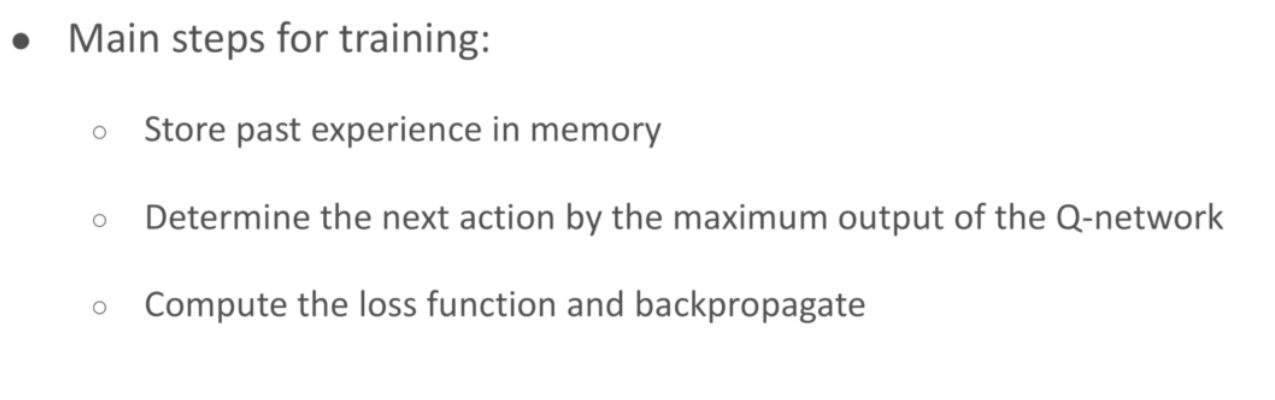 ● Main steps for training:
○ Store past experience in memory
○ Determine the next action by the maximum output of the Q-network
○ Compute the loss function and backpropagate